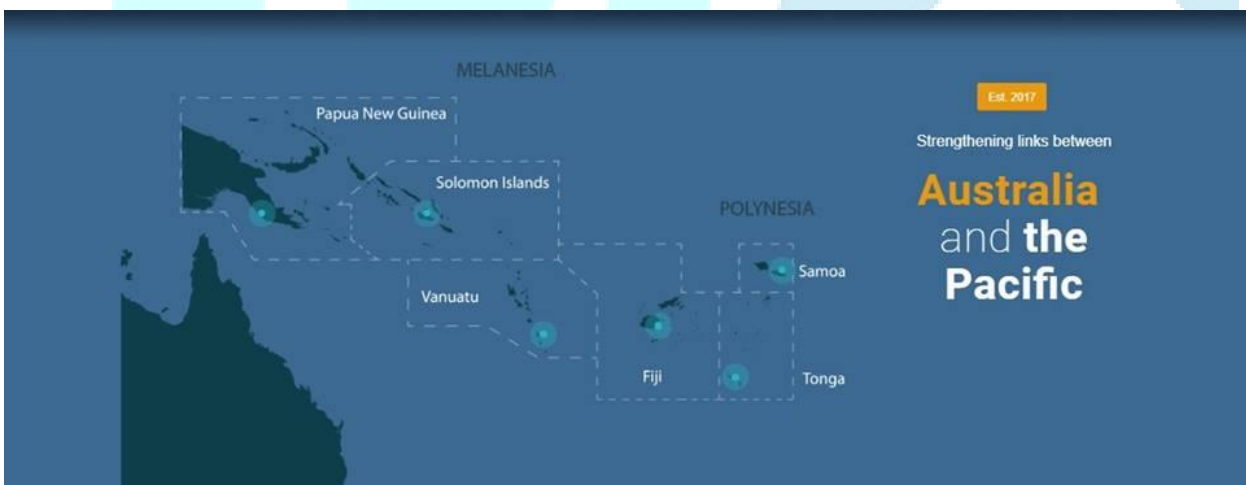 MELANESIA
Papua New Guinea
Solomon Islands
POLYNESIA
Samoa
Vanuatu
Fiji
Tonga
Est. 2017
Strengthening links between
Australia
and the
Pacific